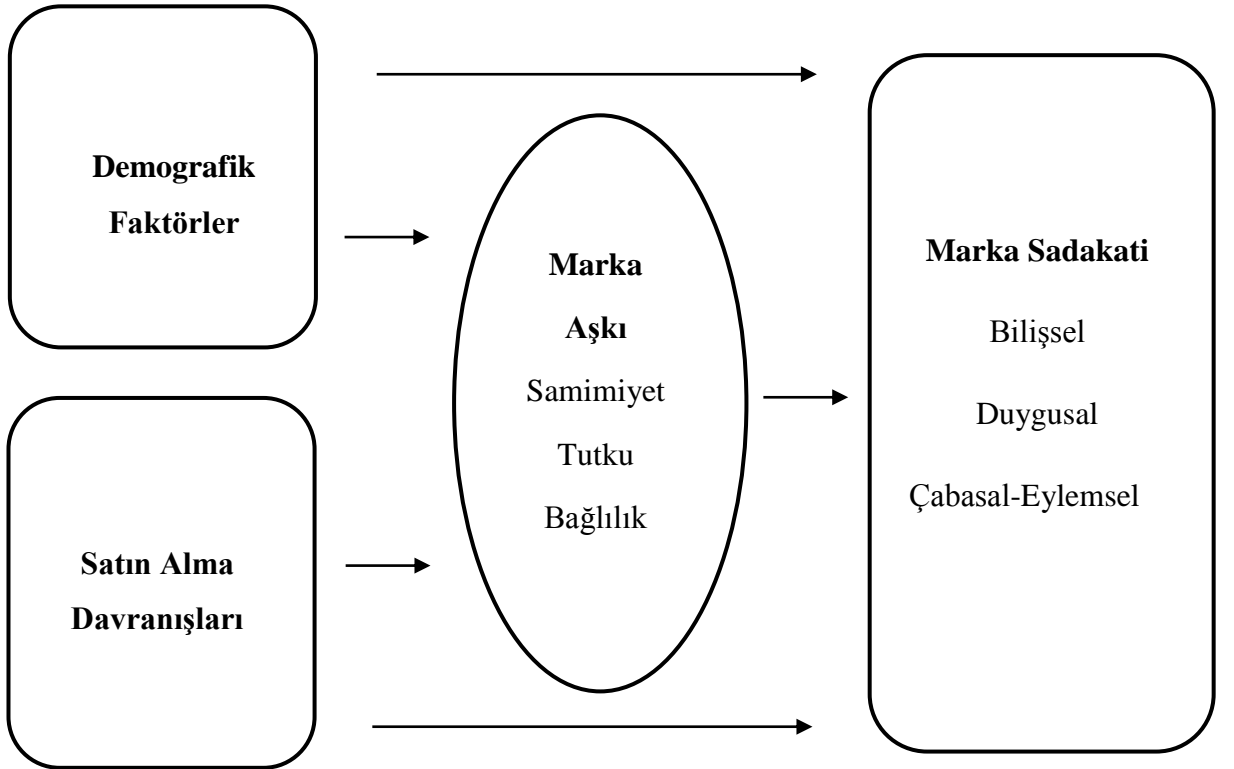 Demografik
Faktörler
Satın Alma
Davranışları
Marka
Aşkı
Samimiyet
Tutku
Bağlılık
Marka Sadakati
Bilişsel
Duygusal
Çabasal-Eylemsel